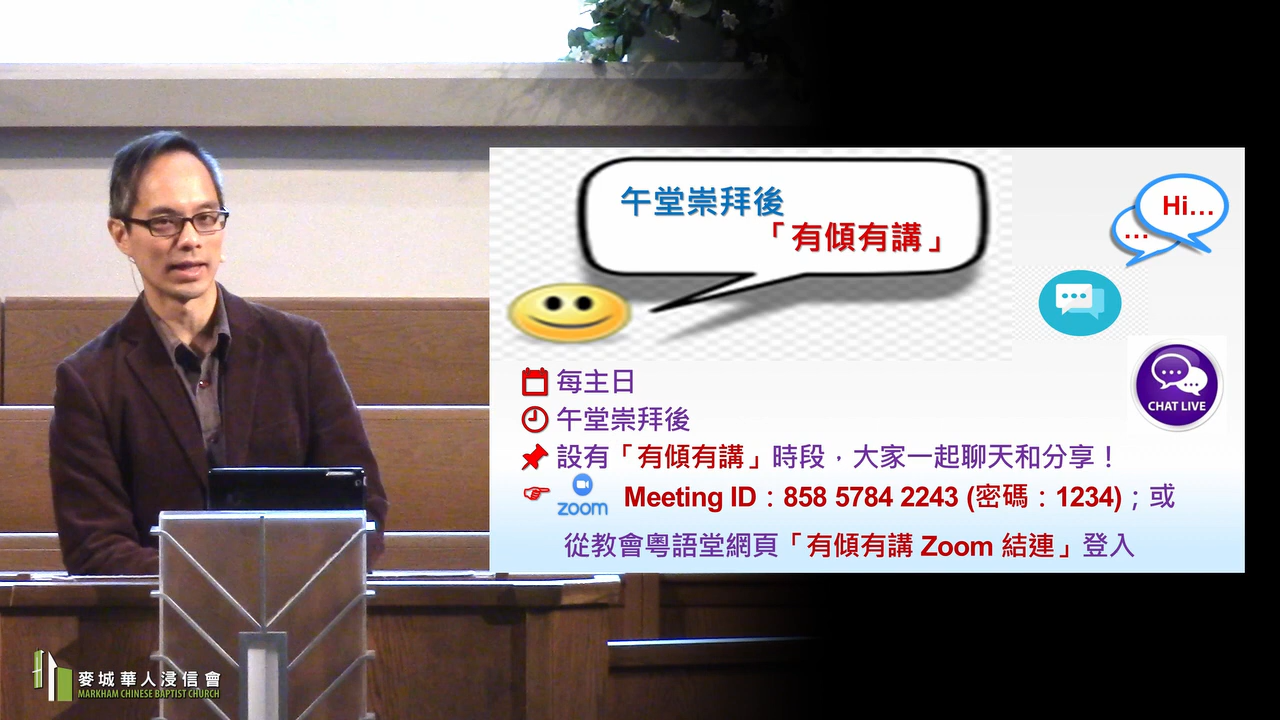 午堂崇拜後
「有傾有講」
Hi...
...
CHAT LIVE
每主日
午堂崇拜後
設有「有傾有講」時段，大家一起聊天和分享！
zoom Meeting ID：858 5784 2243 (密碼：1234)；或
從教會粵語堂網頁「有傾有講 Zoom 結連」登入
麥城華人浸信會
MARKHAM CHINESE BAPTIST CHURCH